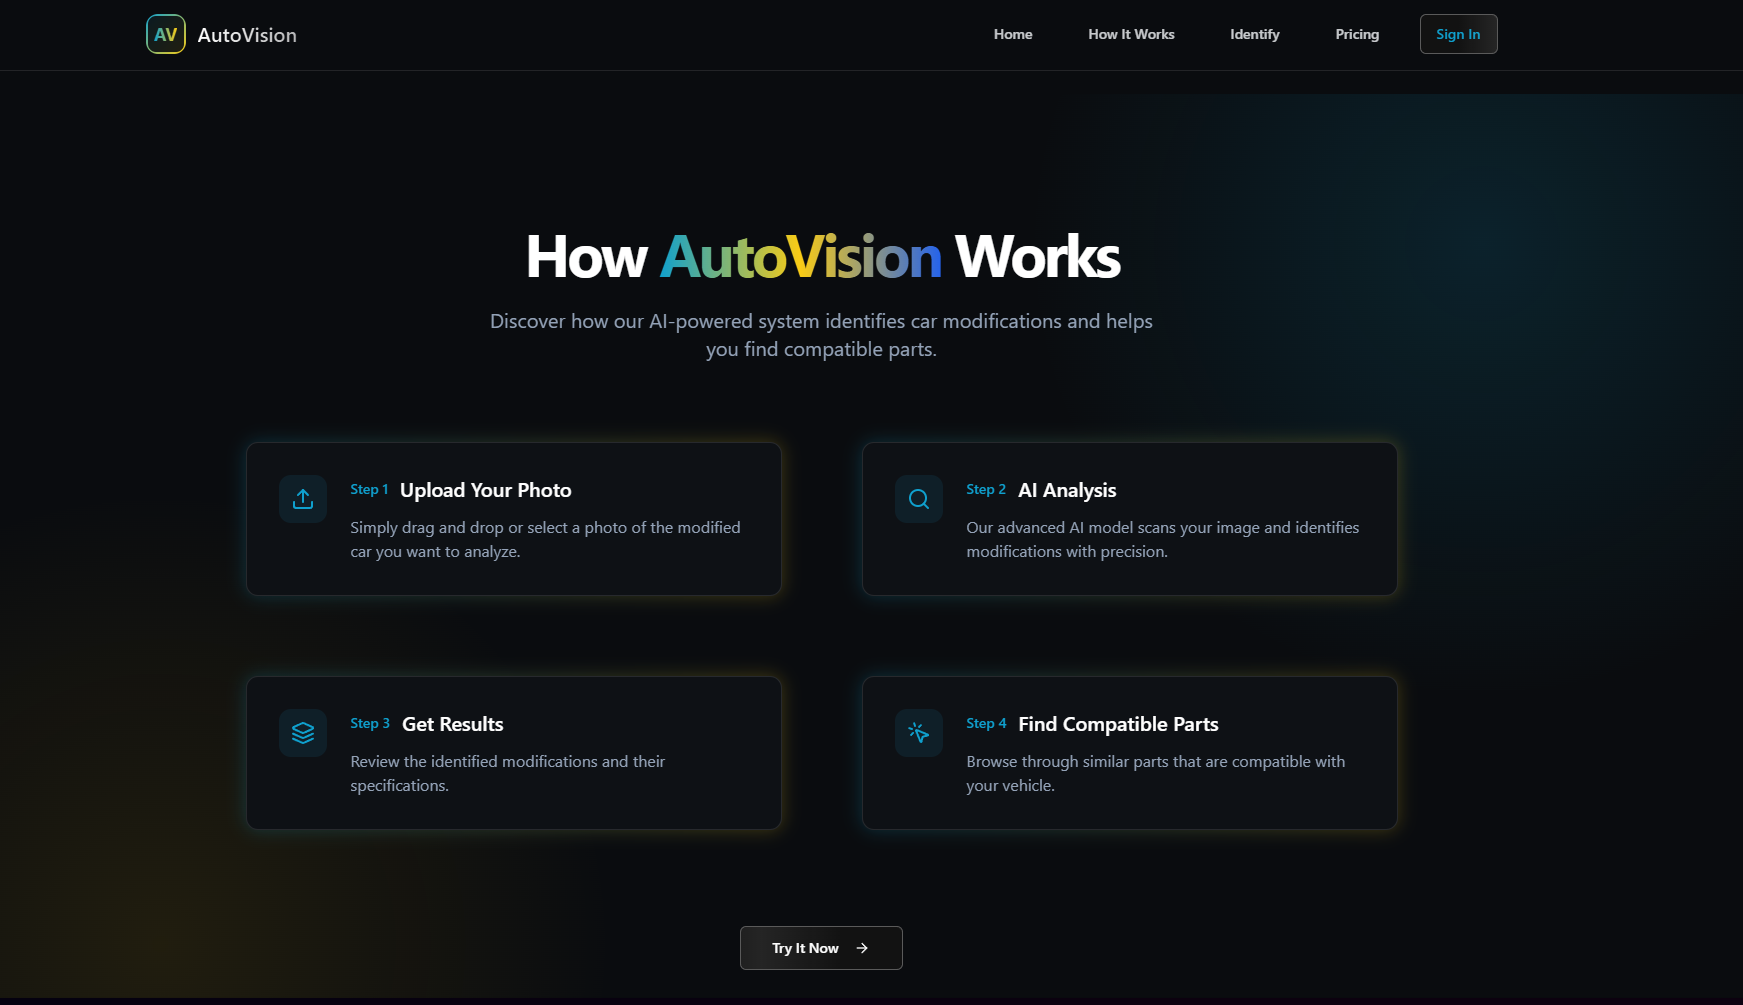 AV AutoVision
Home How It Works Identify Pricing Sign In
How AutoVision Works
Discover how our AI-powered system identifies car modifications and helps
you find compatible parts.
Step 1 Upload Your Photo
Simply drag and drop or select a photo of the modified
car you want to analyze.
Step 2 AI Analysis
Our advanced AI model scans your image and identifies
modifications with precision.
Step 3 Get Results
Review the identified modifications and their
specifications.
Step 4 Find Compatible Parts
Browse through similar parts that are compatible with
your vehicle.
Try It Now